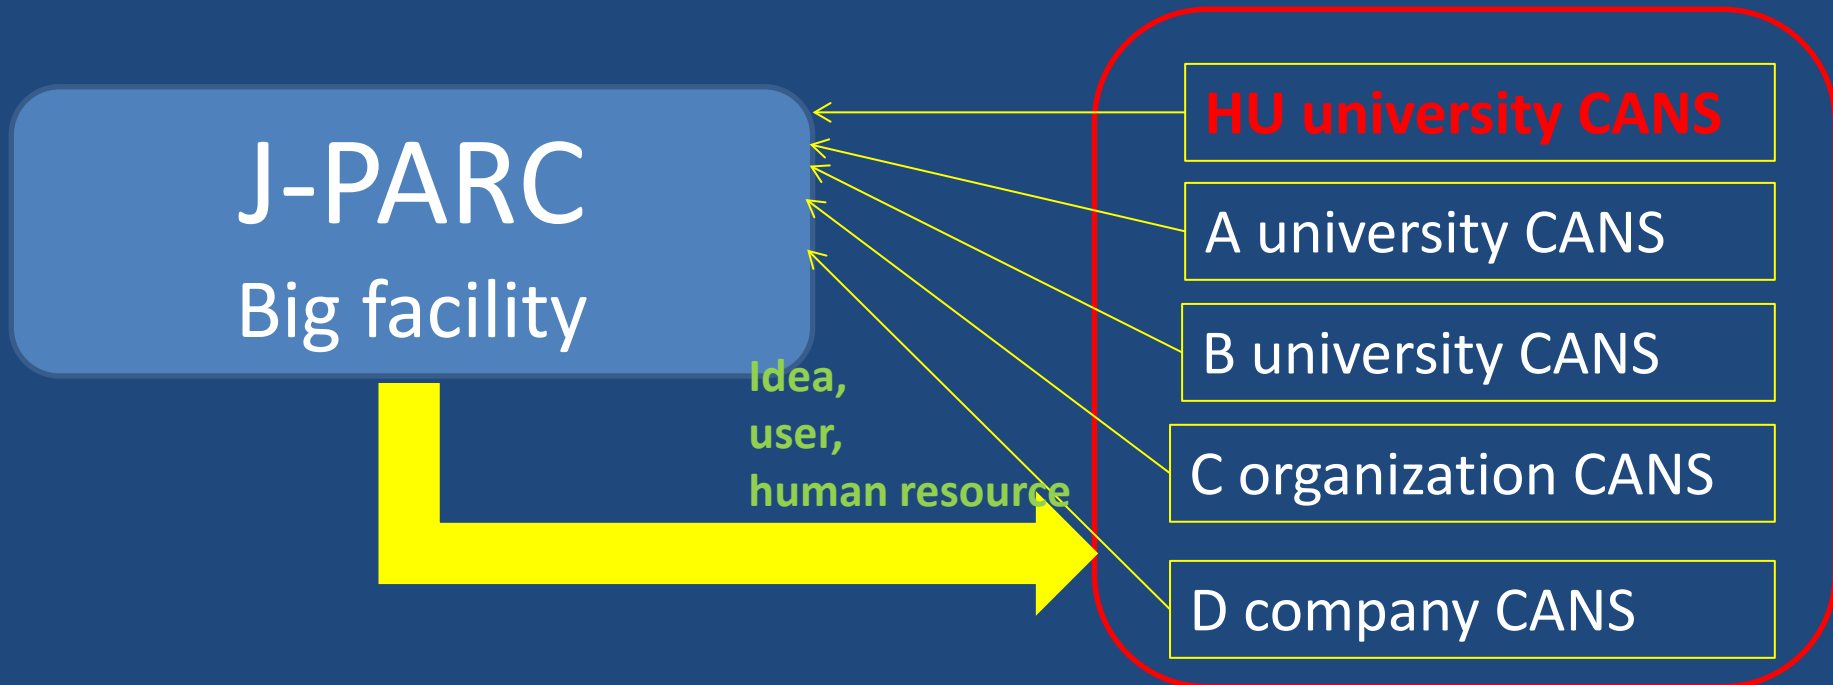 J-PARC
Big facility
Idea,
user,
human resource
HU university CANS
A university CANS
B university CANS
C organization CANS
D company CANS